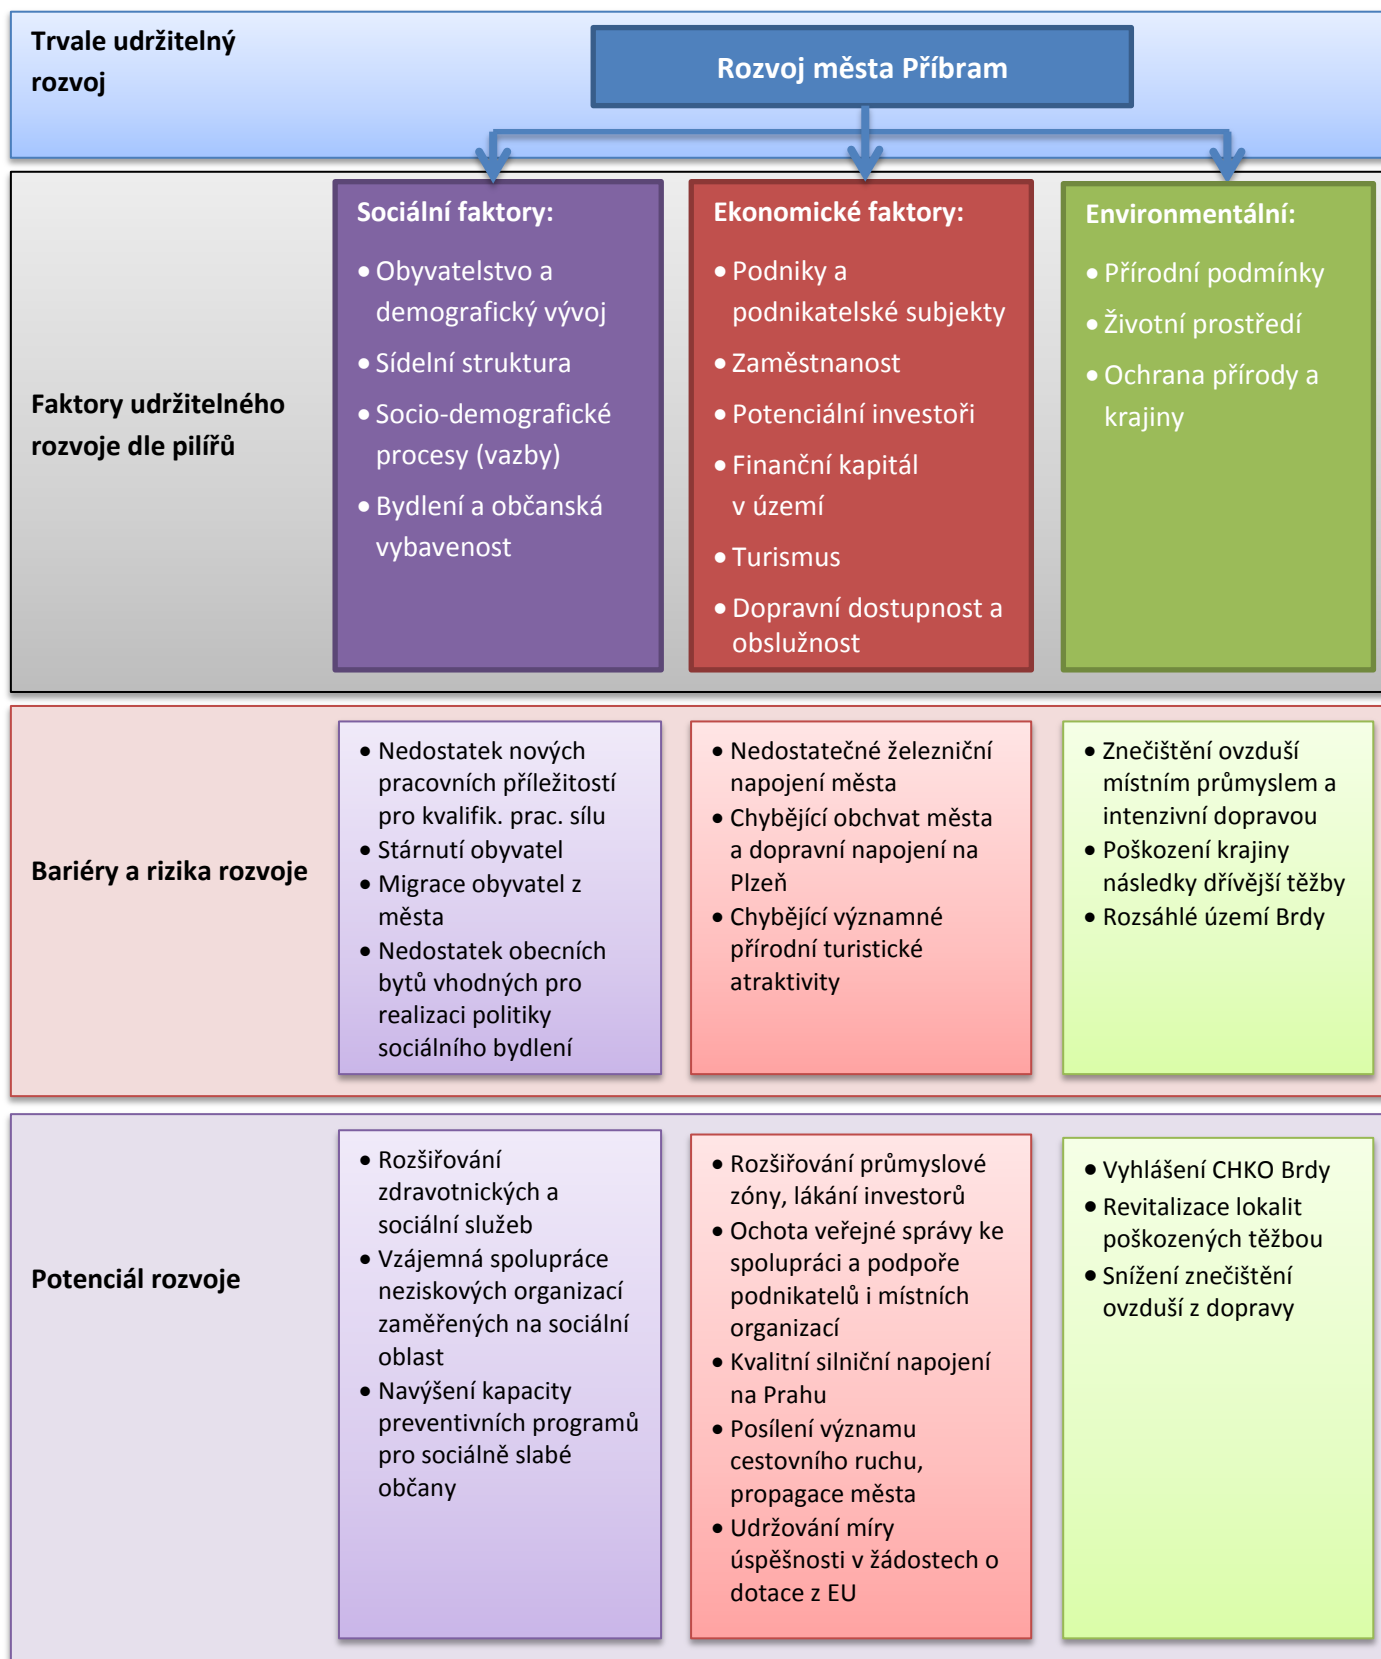 Trvale udržitelný
rozvoj
Rozvoj města Příbram
Faktory udržitelného
rozvoje dle pilířů
Sociální faktory:
• Obyvatelstvo a
demografický vývoj
• Sídelní struktura
• Socio-demografické
procesy (vazby)
• Bydlení a občanská
vybavenost
Ekonomické faktory:
• Podniky a
podnikatelské subjekty
• Zaměstnanost
• Potenciální investoři
• Finanční kapitál
v území
• Turismus
• Dopravní dostupnost a
obslužnost
Environmentální:
• Přírodní podmínky
• Životní prostředí
• Ochrana přírody a
krajiny
Bariéry a rizika rozvoje
• Nedostatek nových
pracovních příležitostí
pro kvalifik. prac. sílu
• Stárnutí obyvatel
• Migrace obyvatel z
města
• Nedostatek obecních
bytů vhodných pro
realizaci politiky
sociálního bydlení
• Nedostatečné železniční
napojení města
• Chybějící obchvat města
a dopravní napojení na
Plzeň
• Chybějící významné
přírodní turistické
atraktivity
• Znečištění ovzduší
místním průmyslem a
intenzivní dopravou
• Poškození krajiny
následky dřívější těžby
• Rozsáhlé území Brdy
Potenciál rozvoje
• Rozšiřování
zdravotnických a
sociální služeb
• Vzájemná spolupráce
neziskových organizací
zaměřených na sociální
oblast
• Navýšení kapacity
preventivních programů
pro sociálně slabé
občany
• Rozšiřování průmyslové
zóny, lákání investorů
• Ochota veřejné správy ke
spolupráci a podpoře
podnikatelů i místních
organizací
• Kvalitní silniční napojení
na Prahu
• Posílení významu
cestovního ruchu,
propagace města
• Udržování míry
úspěšnosti v žádostech o
dotace z EU
• Vyhlášení CHKO Brdy
• Revitalizace lokalit
poškozených těžbou
• Snížení znečištění
ovzduší z dopravy